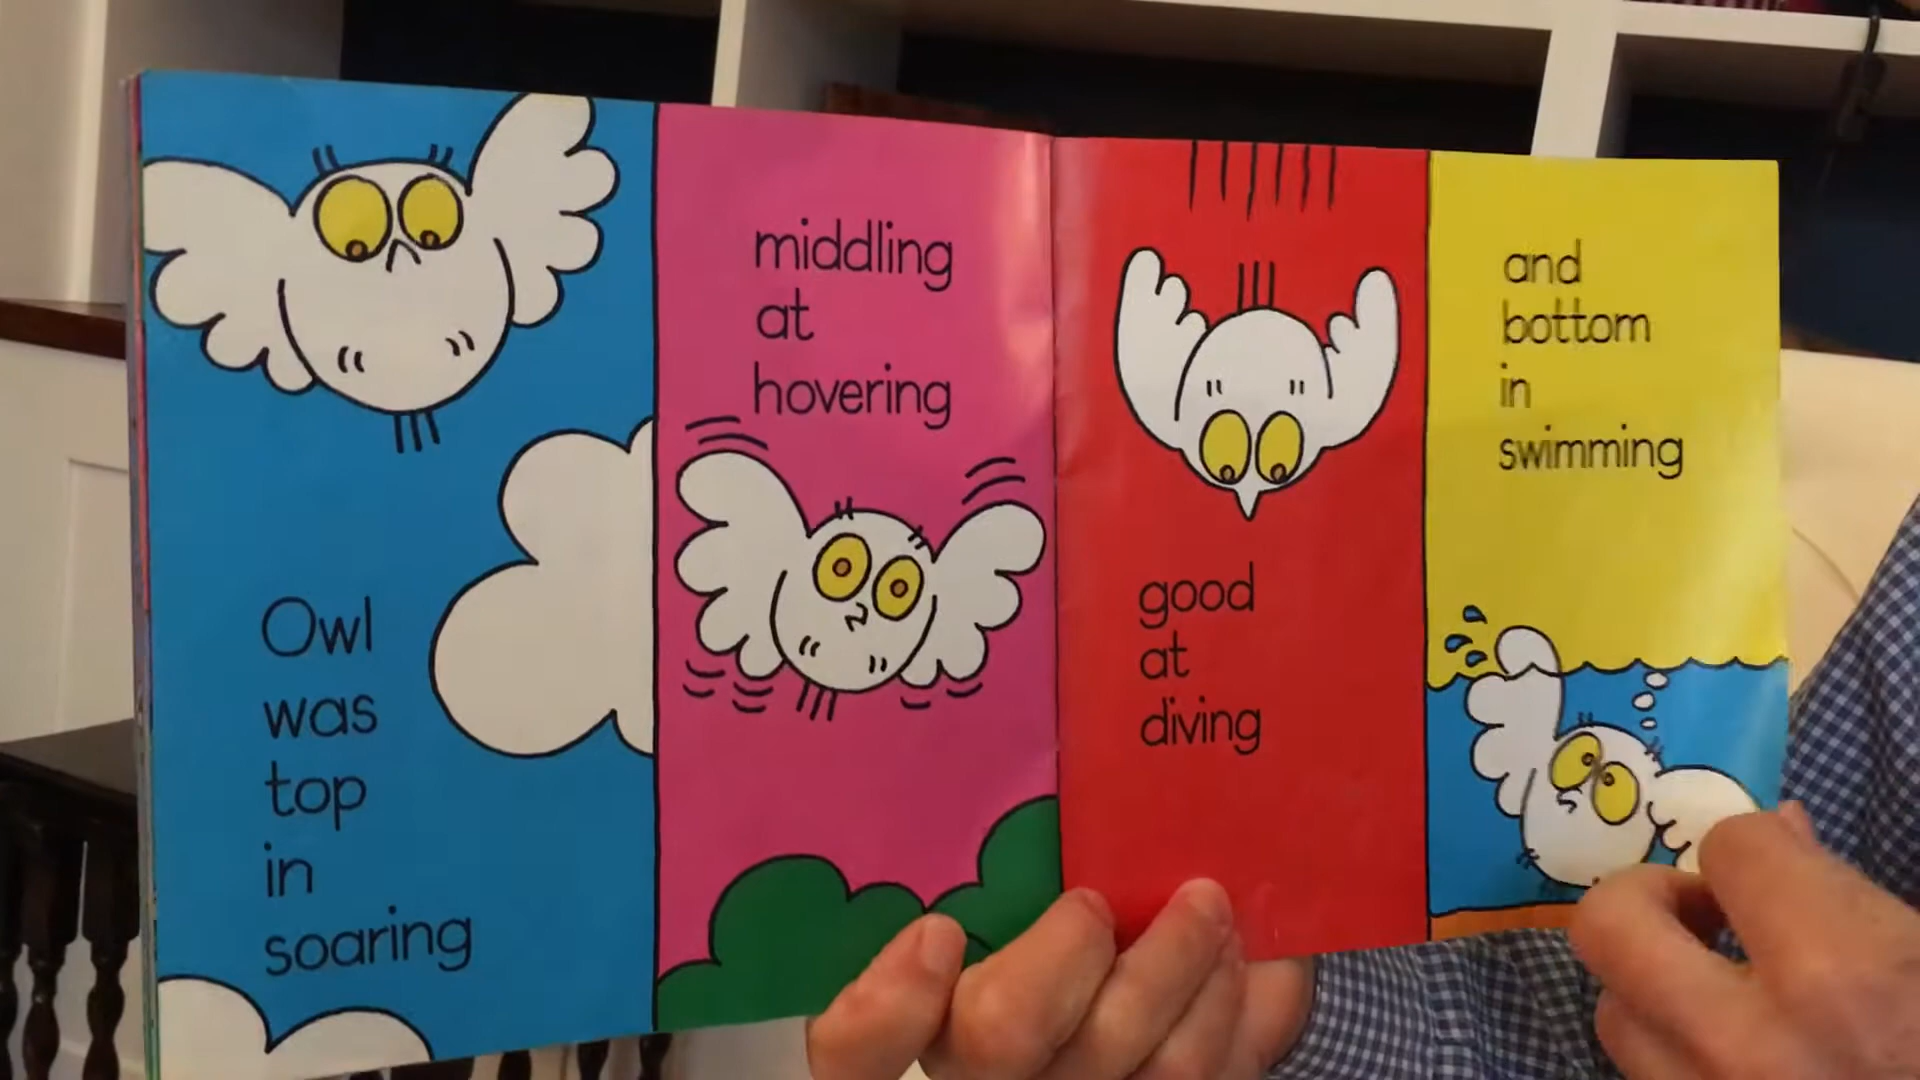 Owl
was
top
in
soaring
middling
at
hovering
good
at
diving
and
bottom
in
swimming